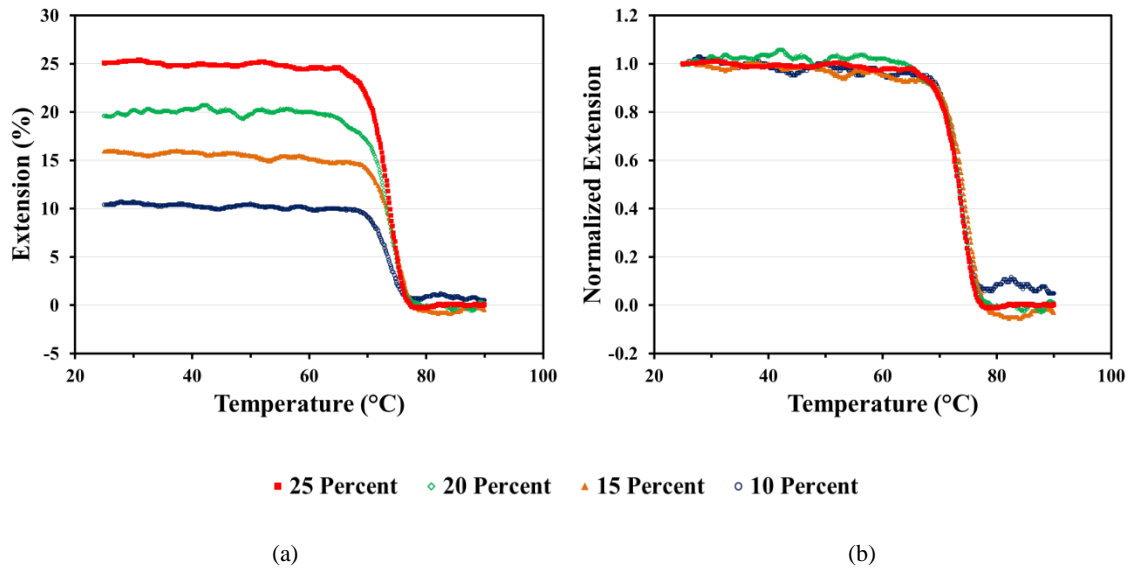 30
25
20
15
10
5
0
-5
20
40
60
80
100
Extension (%)
Temperature (°C)
1.2
1.0
0.8
0.6
0.4
0.2
0.0
-0.2
20
40
60
80
100
Normalized Extension
Temperature (°C)
25 Percent
20 Percent
15 Percent
10 Percent
(a)
(b)